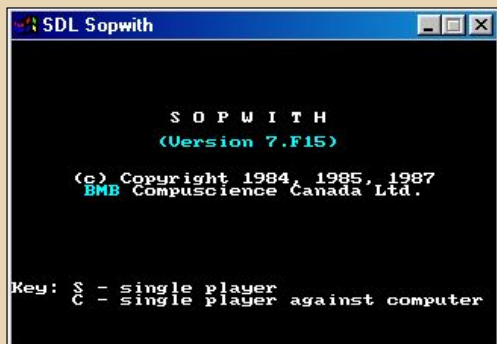 SDL Sopwith
S O P W I T H
(Version 7.F15)
(c) Copyright 1984, 1985, 1987
BMB Compuscience Canada Ltd.
Key: S - single player
C - single player against computer